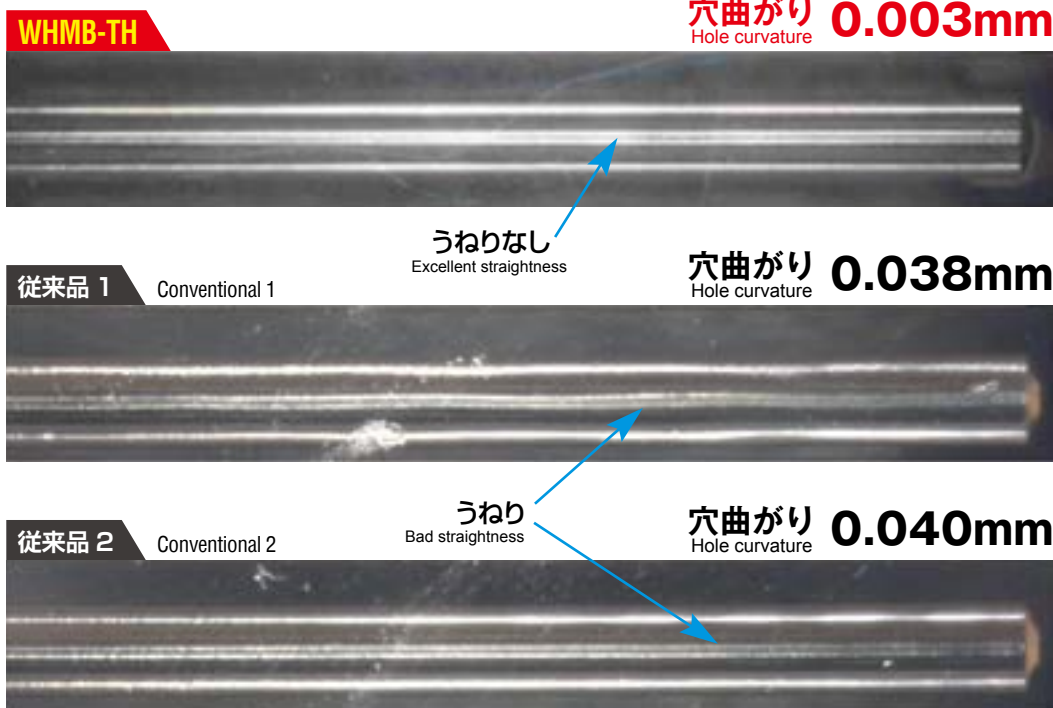 WHMB-TH
穴曲がり 0.003mm
Hole curvature
うねりなし
Excellent straightness
従来品 1 Conventional 1
穴曲がり 0.038mm
Hole curvature
うねり
Bad straightness
従来品 2 Conventional 2
穴曲がり 0.040mm
Hole curvature